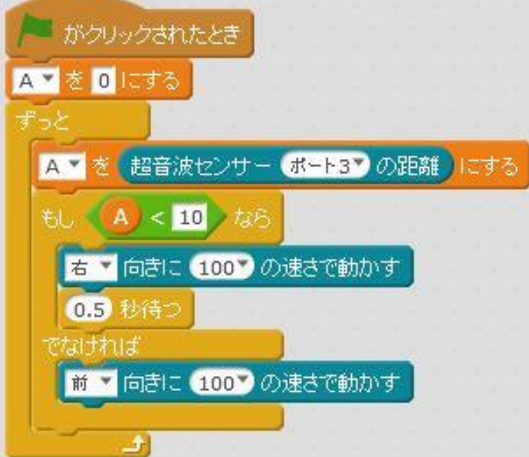 がクリックされたとき
A を 0 にする
ずっと
A を 超音波センサー ポート3 の距離 にする
もし A < 10 なら
右 向きに 100 の速さで動かす
0.5 秒待つ
でなければ
前 向きに 100 の速さで動かす